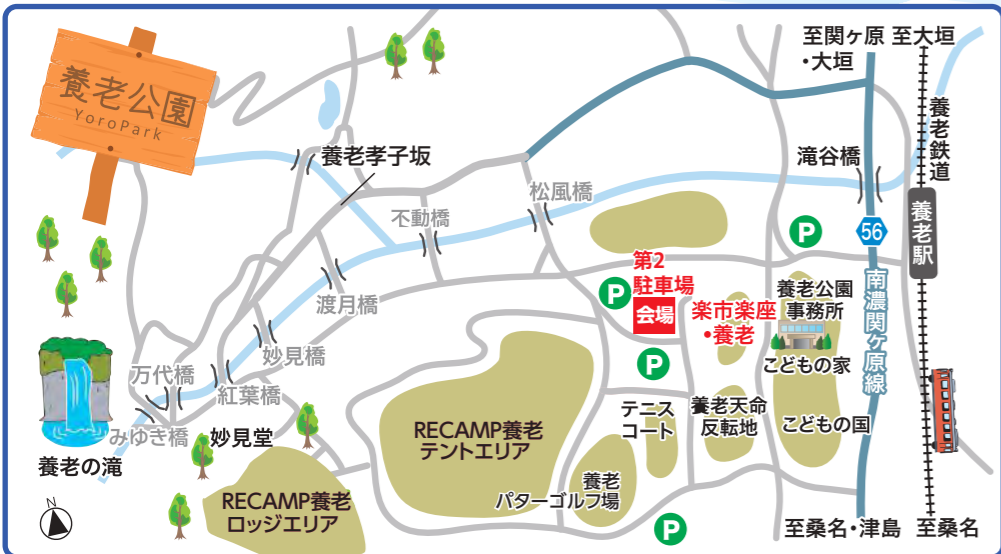 養老公園
YoroPark
至関ヶ原
・大垣
至大垣
養老鉄道
滝谷橋
養老孝子坂
松風橋
不動橋
渡月橋
妙見橋
紅葉橋
万代橋
みゆき橋
養老の滝
妙見堂
56
養老駅
南濃関ヶ原線
P
P
P
P
第2
駐車場
会場
楽市楽座
・養老
養老公園
事務所
こどもの家
こどもの国
養老天命
反転地
テニス
コート
RECAMP養老
テントエリア
養老
パターゴルフ場
RECAMP養老
ロッジエリア
N
至桑名・津島
至桑名